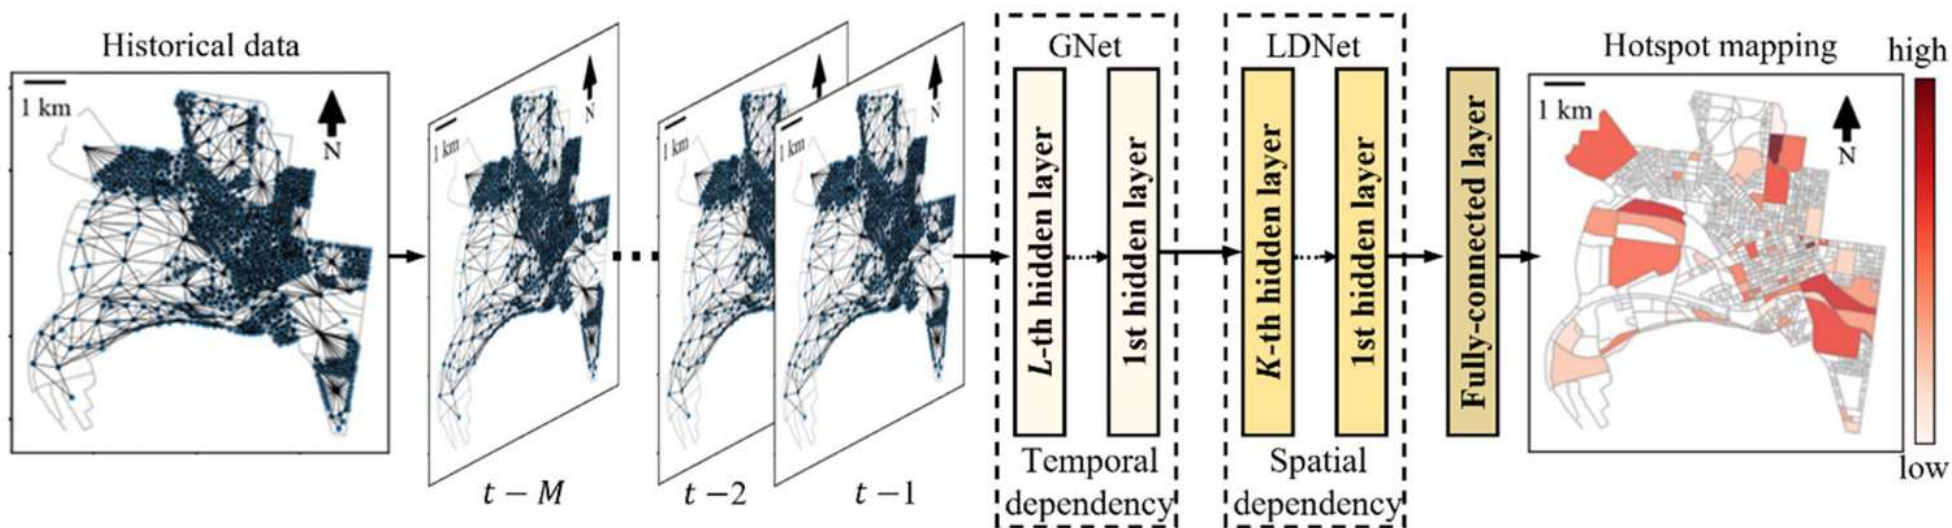 Historical data
1 km
N
1 km
N
t − M
1 km
t −2
1 km
N
t −1
GNet
L-th hidden layer
1st hidden layer
Temporal
dependency
LDNet
K-th hidden layer
1st hidden layer
Spatial
dependency
Fully-connected layer
Hotspot mapping
1 km
N
high
low